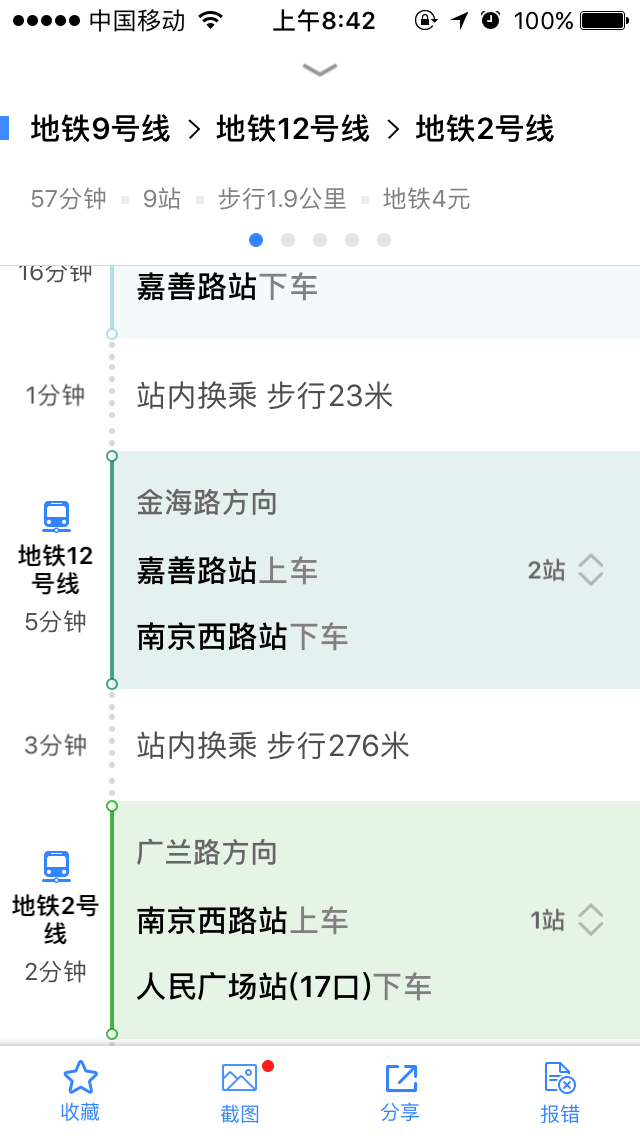 中国移动 上午8:42 100%
地铁9号线 > 地铁12号线 > 地铁2号线
57分钟 9站 步行1.9公里 地铁4元
16分钟
嘉善路站下车
1分钟
站内换乘 步行23米
金海路方向
地铁12
号线
5分钟
嘉善路站上车
2站
南京西路站下车
3分钟
站内换乘 步行276米
广兰路方向
地铁2号
线
2分钟
南京西路站上车
1站
人民广场站(17口)下车
收藏 截图 分享 报错